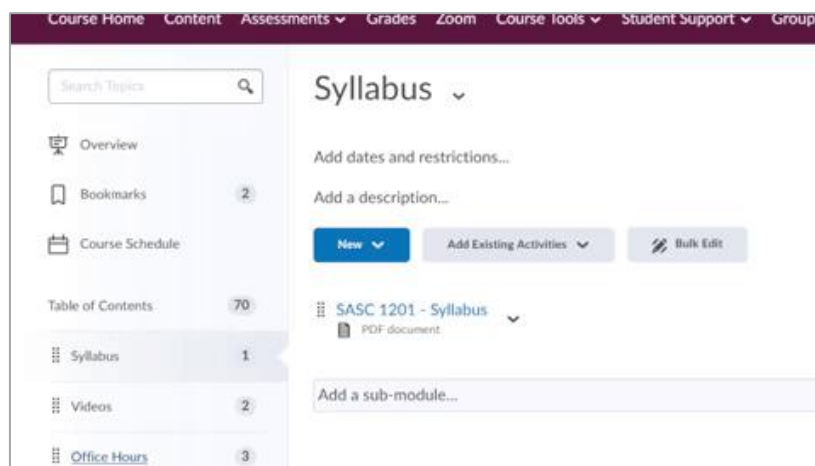 Course Home Content Assessments Grades Zoom Course Tools Student Support Group
Search Topics
Overview
Bookmarks 2
Course Schedule
Table of Contents 70
Syllabus 1
Videos 2
Office Hours 3
Syllabus
Add dates and restrictions...
Add a description...
New Add Existing Activities Bulk Edit
SASC 1201 - Syllabus
PDF document
Add a sub-module...